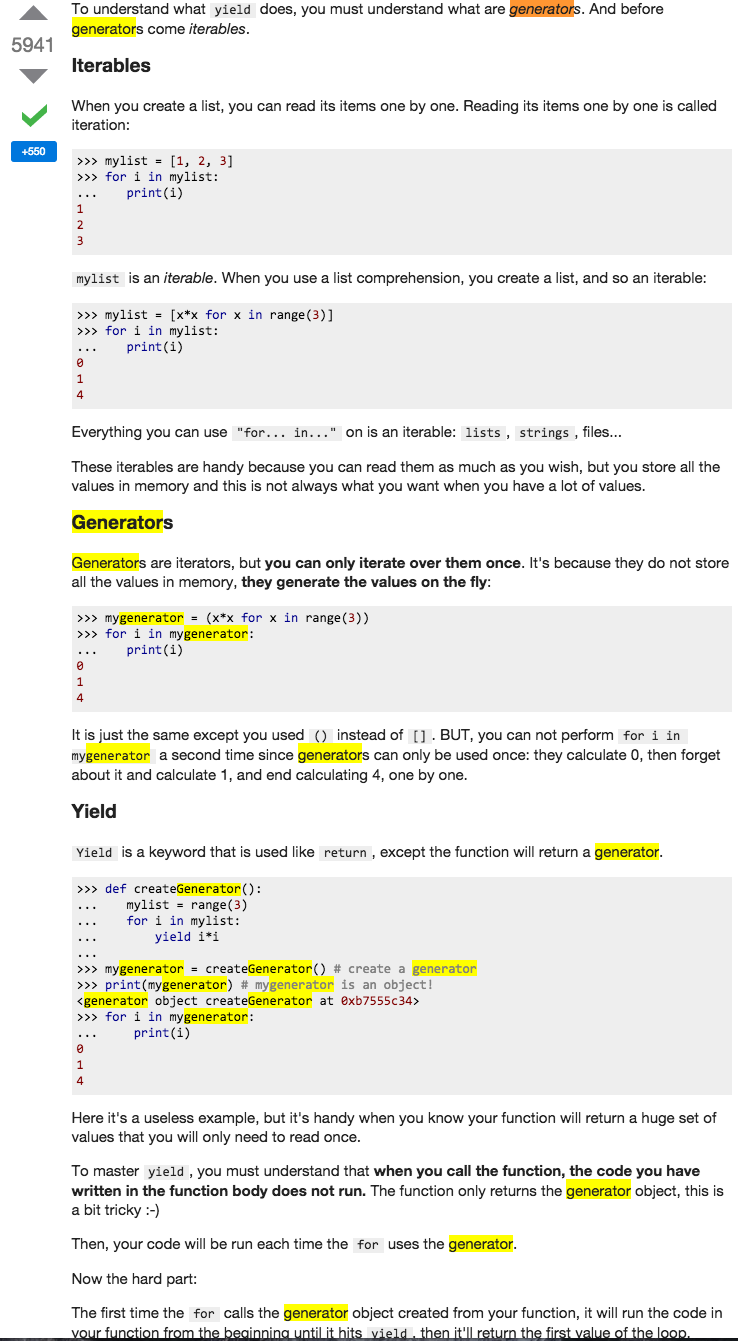 To understand what yield does, you must understand what are generators. And before
generators come iterables.
5941
Iterables
When you create a list, you can read its items one by one. Reading its items one by one is called
iteration:
+550
>>> mylist = [1, 2, 3]
>>> for i in mylist:
...    print(i)
1
2
3
mylist is an iterable. When you use a list comprehension, you create a list, and so an iterable:
>>> mylist = [x*x for x in range(3)]
>>> for i in mylist:
...    print(i)
0
1
4
Everything you can use "for... in..." on is an iterable: lists, strings, files...
These iterables are handy because you can read them as much as you wish, but you store all the
values in memory and this is not always what you want when you have a lot of values.
Generators
Generators are iterators, but you can only iterate over them once. It's because they do not store
all the values in memory, they generate the values on the fly:
>>> mygenerator = (x*x for x in range(3))
>>> for i in mygenerator:
...    print(i)
0
1
4
It is just the same except you used () instead of []. BUT, you can not perform for i in
mygenerator a second time since generators can only be used once: they calculate 0, then forget
about it and calculate 1, and end calculating 4, one by one.
Yield
Yield is a keyword that is used like return, except the function will return a generator.
>>> def createGenerator():
...    mylist = range(3)
...    for i in mylist:
...        yield i*i
...
>>> mygenerator = createGenerator() # create a generator
>>> print(mygenerator) # mygenerator is an object!
<generator object createGenerator at 0xb7555c34>
>>> for i in mygenerator:
...     print(i)
0
1
4
Here it's a useless example, but it's handy when you know your function will return a huge set of
values that you will only need to read once.
To master yield, you must understand that when you call the function, the code you have
written in the function body does not run. The function only returns the generator object, this is
a bit tricky :-)
Then, your code will be run each time the for uses the generator.
Now the hard part:
The first time the for calls the generator object created from your function, it will run the code in
your function from the beginning until it hits yield, then it'll return the first value of the loop.